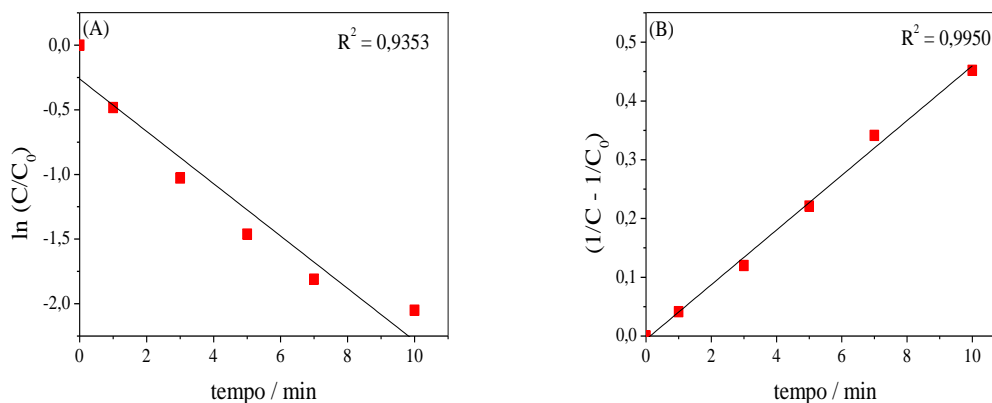 (A)
R² = 0,9353
0,0
-0,5
-1,0
-1,5
-2,0
ln (C/C₀)
0 2 4 6 8 10
tempo / min
(B)
R² = 0,9950
0,5
0,4
0,3
0,2
0,1
0,0
(1/C - 1/C₀)
0 2 4 6 8 10
tempo / min